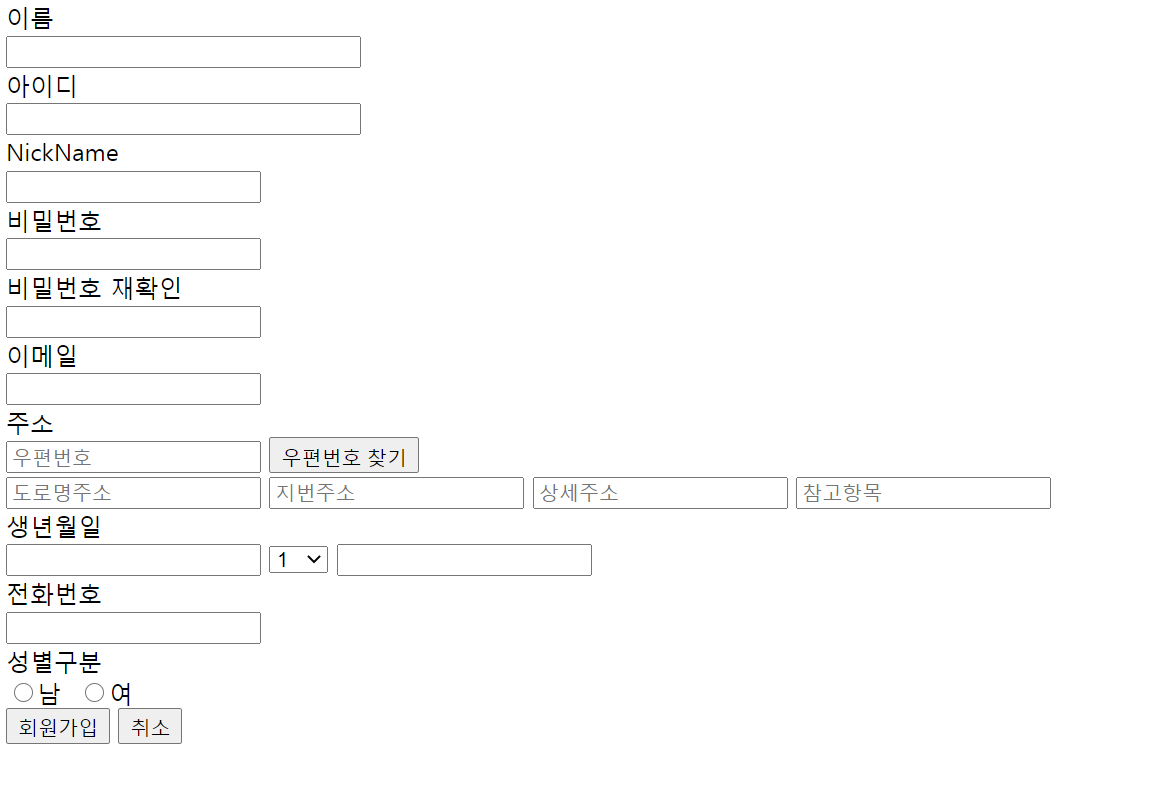 이름
아이디
NickName
비밀번호
비밀번호 재확인
이메일
주소
우편번호 우편번호 찾기
도로명주소 지번주소 상세주소 참고항목
생년월일
1
전화번호
성별구분
남 여
회원가입 취소